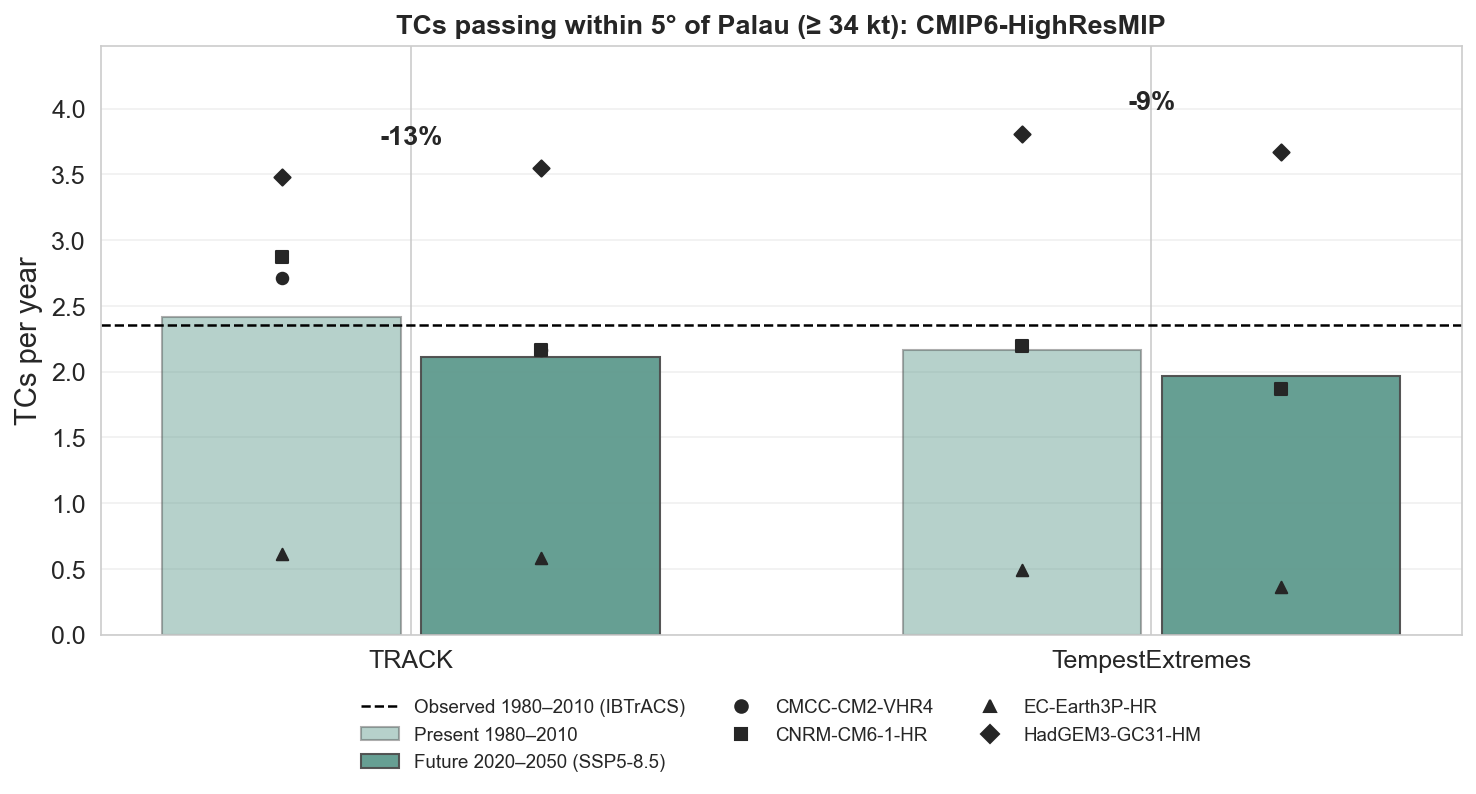 TCs passing within 5° of Palau (≥ 34 kt): CMIP6-HighResMIP
TCs per year
4.0
3.5
3.0
2.5
2.0
1.5
1.0
0.5
0.0
-13%
-9%
TRACK
TempestExtremes
Observed 1980–2010 (IBTrACS)
Present 1980–2010
Future 2020–2050 (SSP5-8.5)
CMCC-CM2-VHR4
CNRM-CM6-1-HR
EC-Earth3P-HR
HadGEM3-GC31-HM